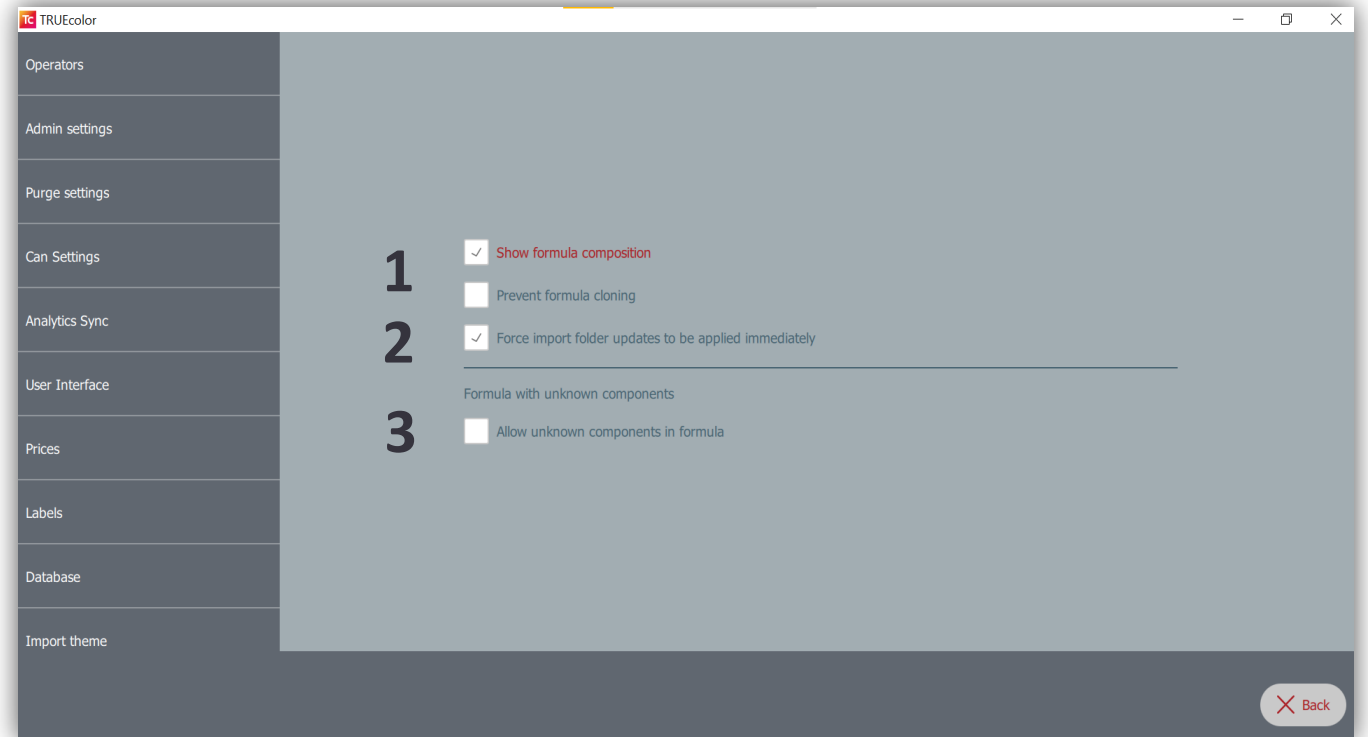 Tc TRUEcolor
Operators
Admin settings
Purge settings
Can Settings
Analytics Sync
User Interface
Prices
Labels
Database
Import theme
1
Show formula composition
Prevent formula cloning
2
Force import folder updates to be applied immediately
Formula with unknown components
3
Allow unknown components in formula
Back